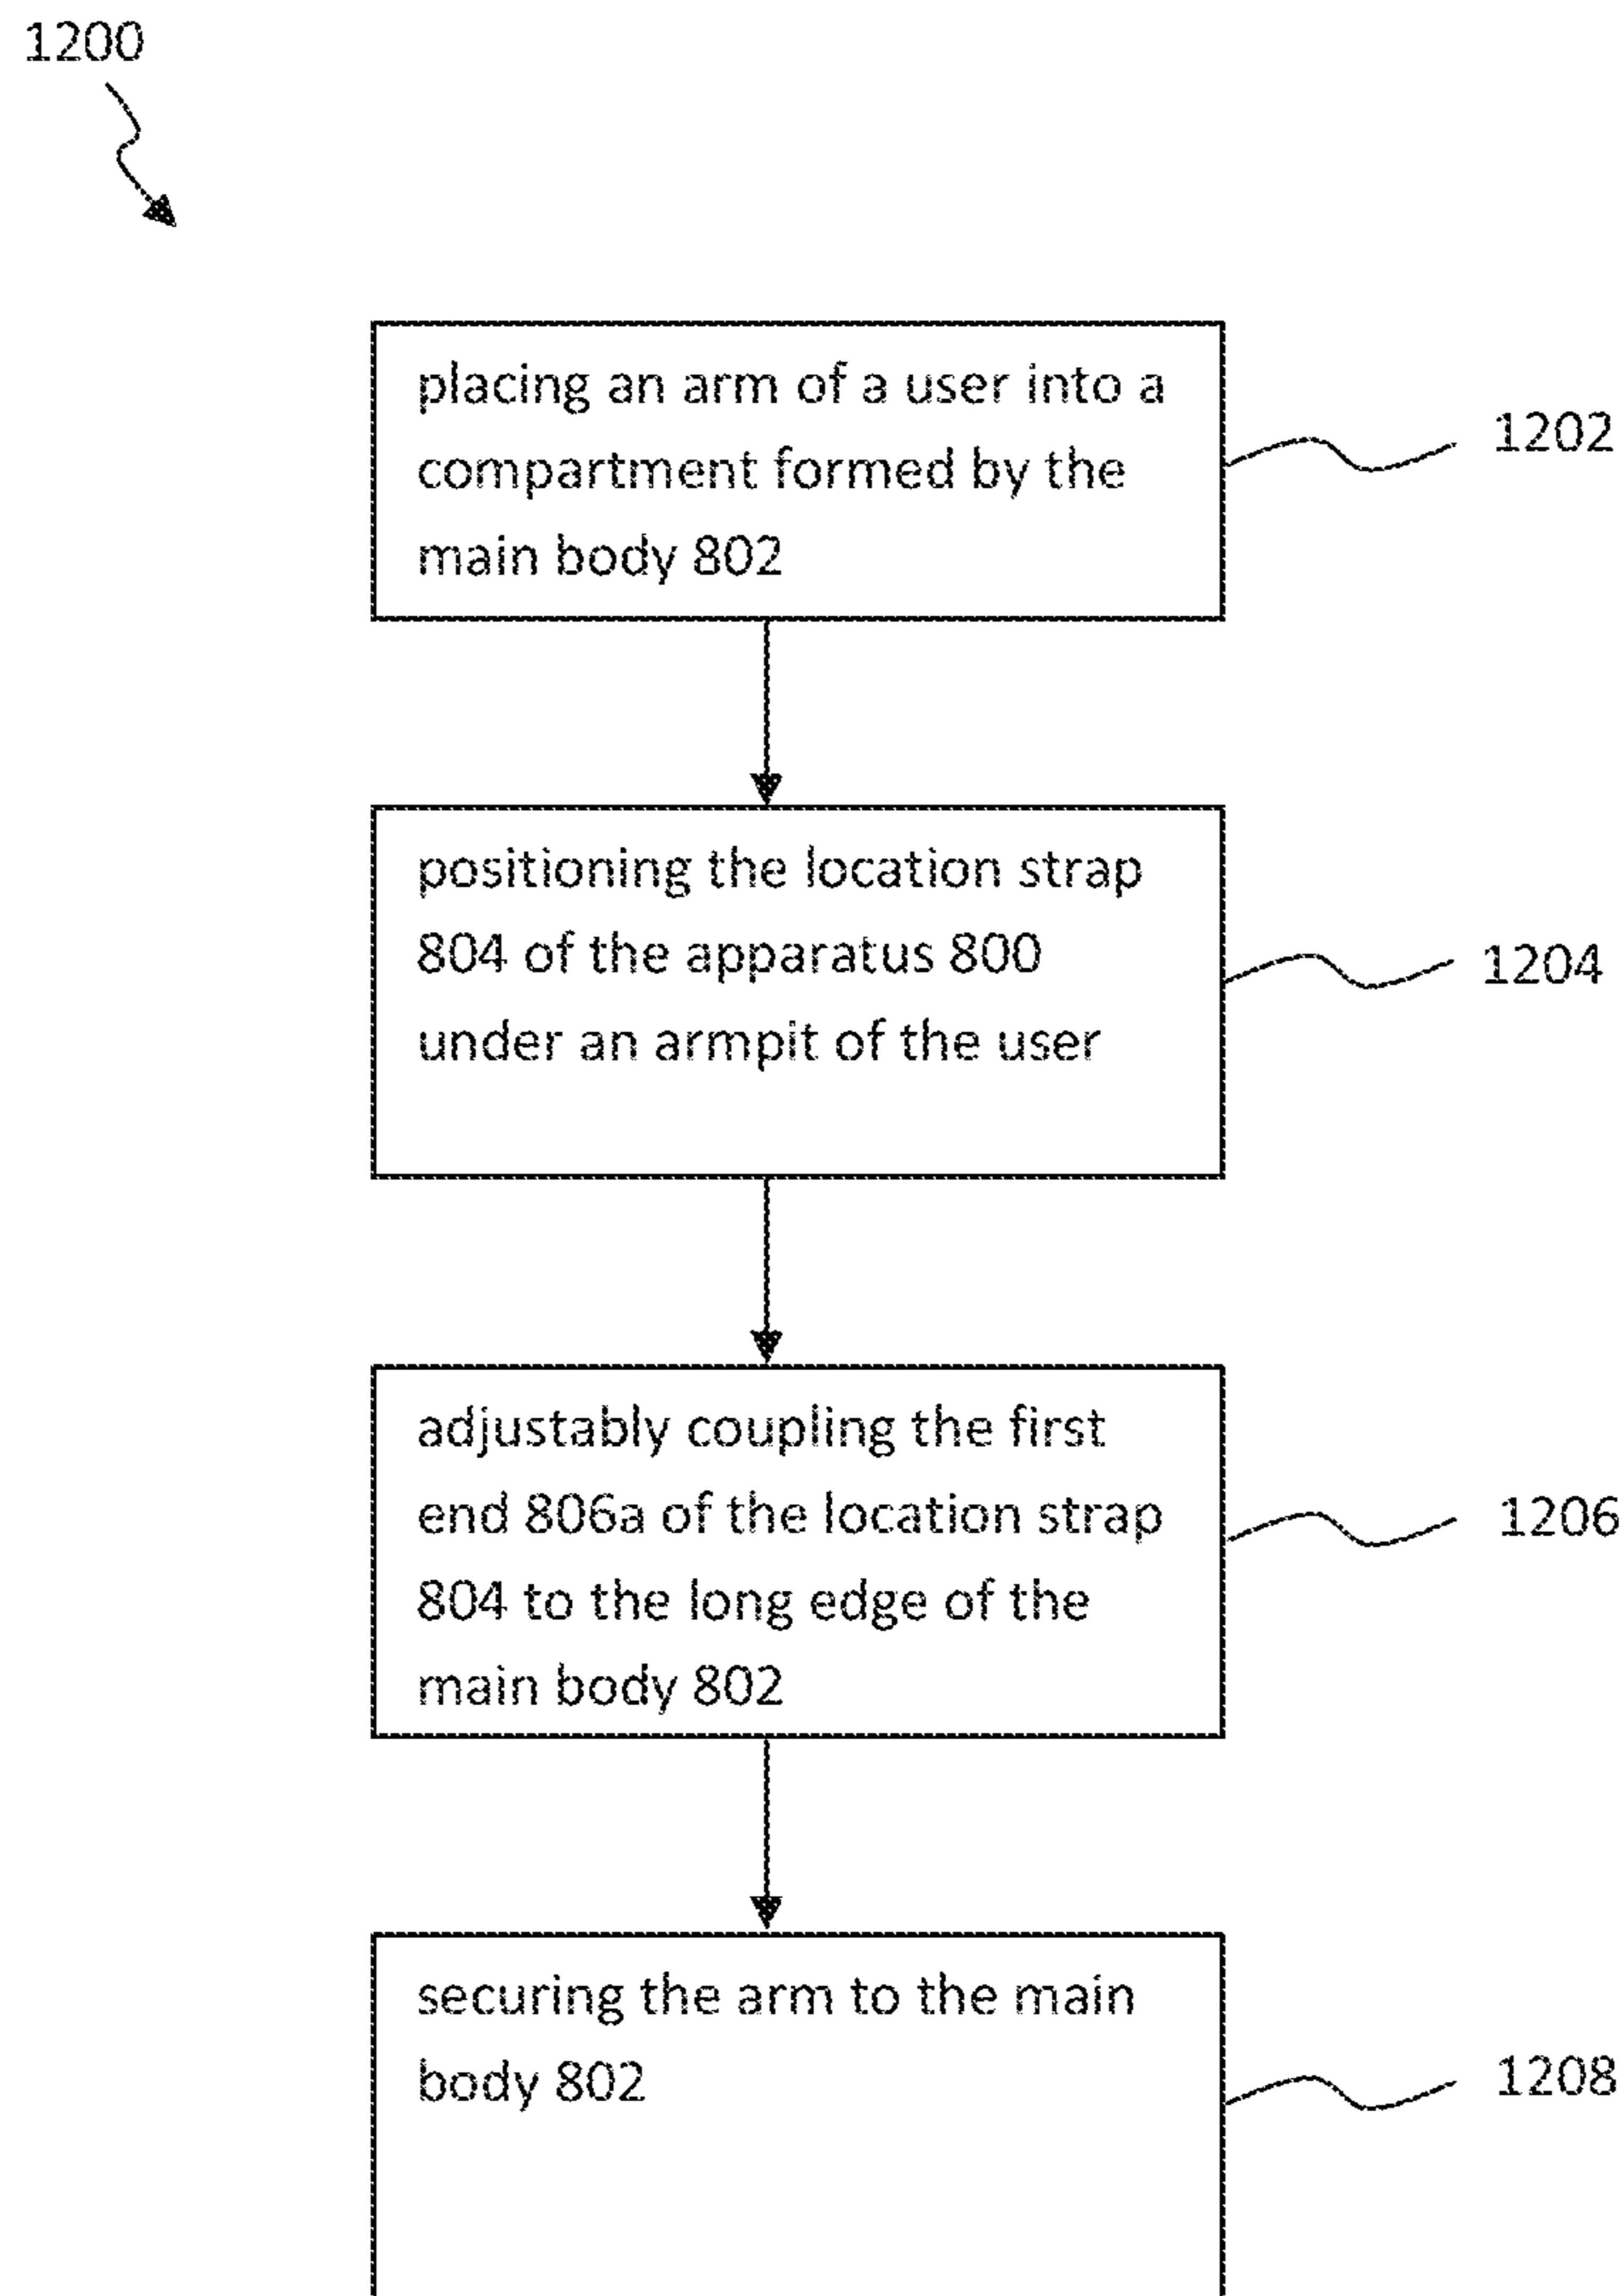 1200
placing an arm of a user into a
compartment formed by the
main body 802
1202
positioning the location strap
804 of the apparatus 800
under an armpit of the user
1204
adjustably coupling the first
end 806a of the location strap
804 to the long edge of the
main body 802
1206
securing the arm to the main
body 802
1208